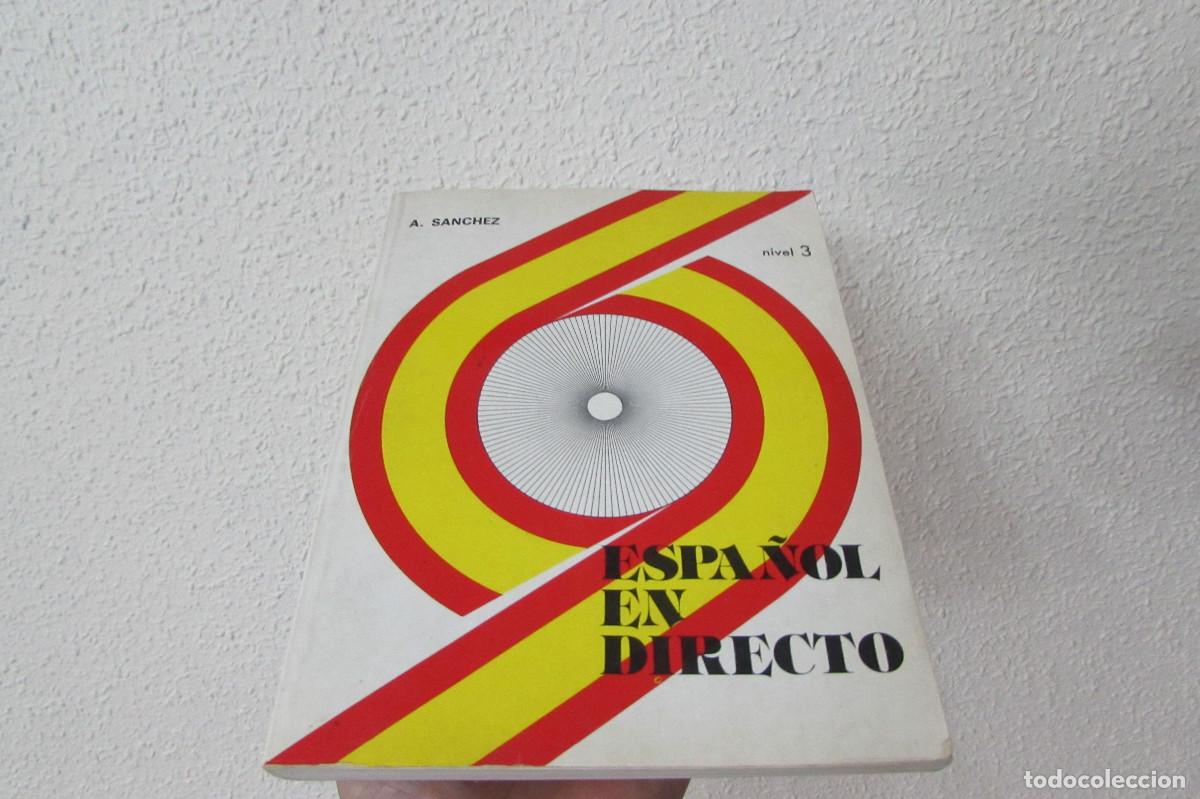 A. SANCHEZ
nivel 3
ESPAÑOL
EN
DIRECTO
todocoleccion